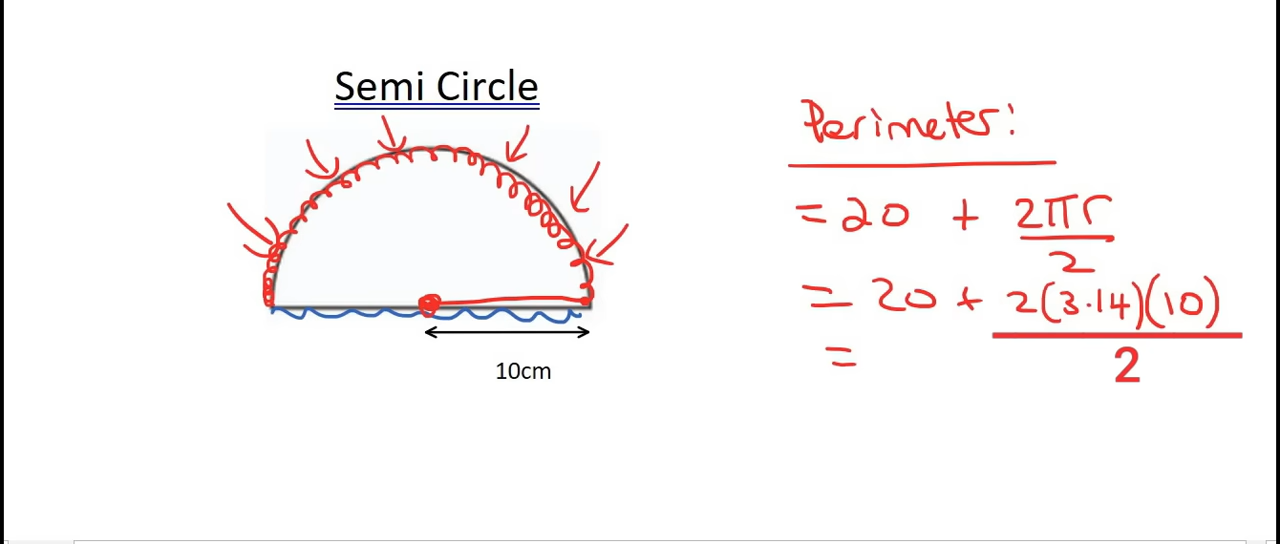 Semi Circle
10cm
Perimeter:
= 20 + 2πr/2
= 20 + 2(3·14)(10)/2
=